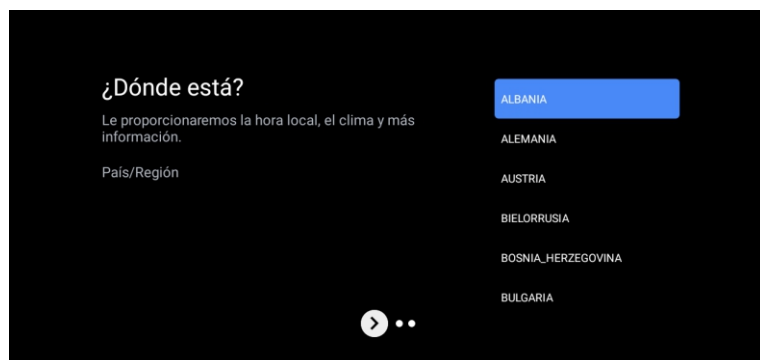 ¿Dónde está?
Le proporcionaremos la hora local, el clima y más
información.
País/Región
ALBANIA
ALEMANIA
AUSTRIA
BIELORRUSIA
BOSNIA_HERZEGOVINA
BULGARIA